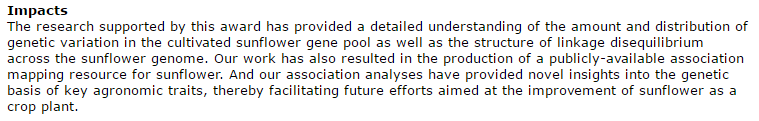 Impacts
The research supported by this award has provided a detailed understanding of the amount and distribution of
genetic variation in the cultivated sunflower gene pool as well as the structure of linkage disequilibrium
across the sunflower genome. Our work has also resulted in the production of a publicly-available association
mapping resource for sunflower. And our association analyses have provided novel insights into the genetic
basis of key agronomic traits, thereby facilitating future efforts aimed at the improvement of sunflower as a
crop plant.